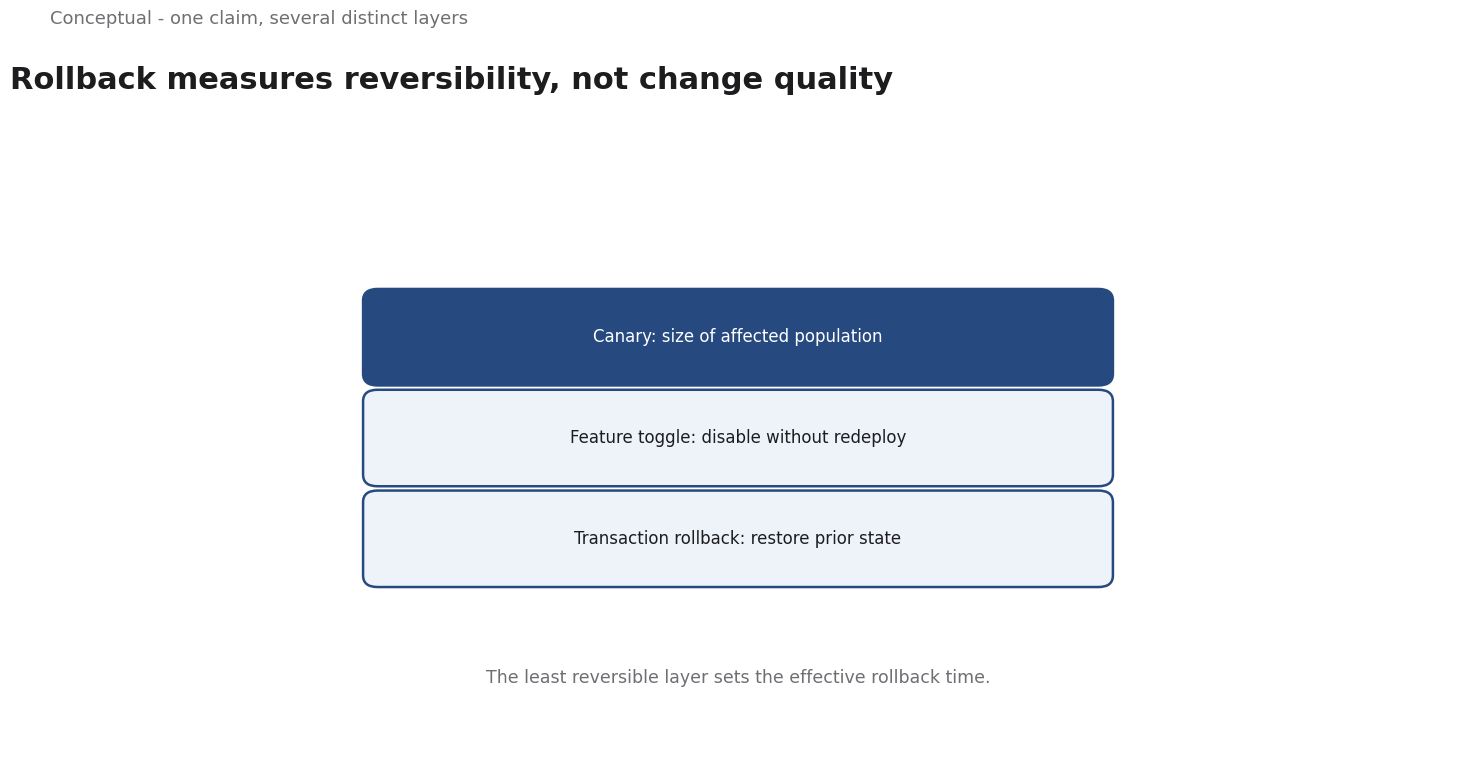 Conceptual - one claim, several distinct layers
Rollback measures reversibility, not change quality
Canary: size of affected population
Feature toggle: disable without redeploy
Transaction rollback: restore prior state
The least reversible layer sets the effective rollback time.